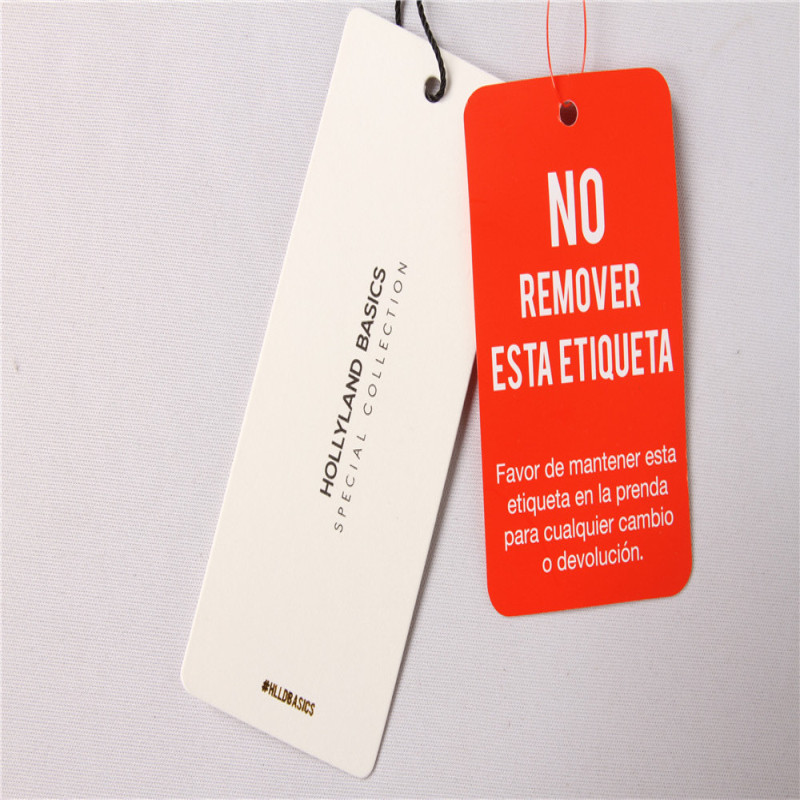 HOLLYLAND BASICS
SPECIAL COLLECTION
#HLLDBASICS
NO
REMOVER
ESTA ETIQUETA
Favor de mantener esta
etiqueta en la prenda
para cualquier cambio
o devolución.